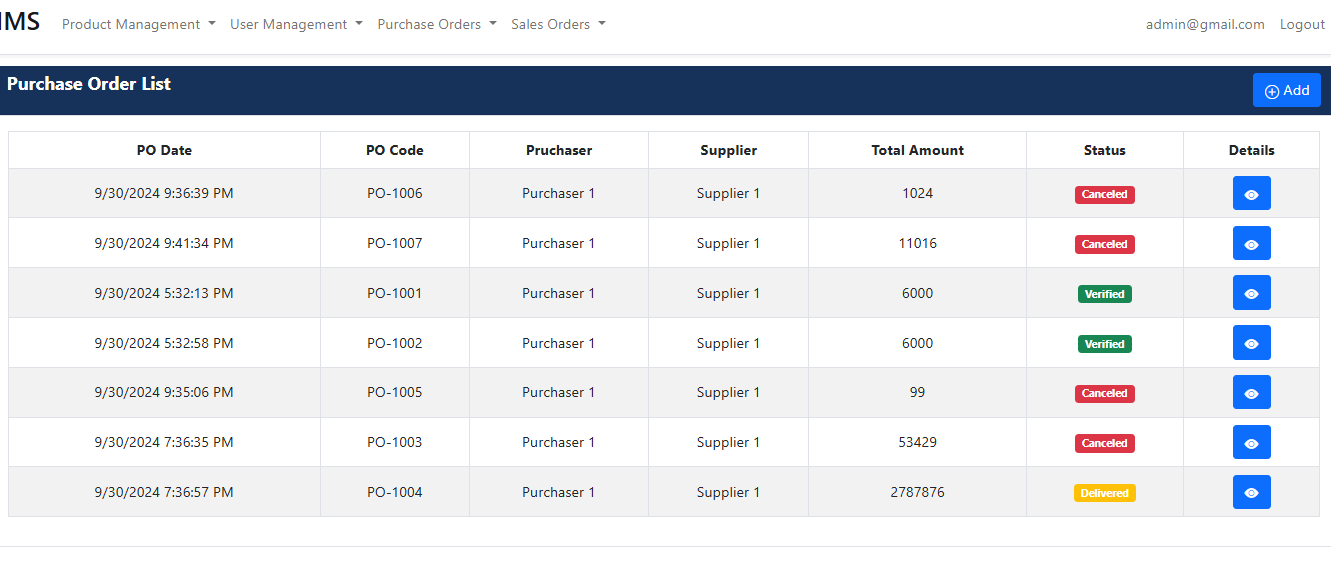 IMS Product Management User Management Purchase Orders Sales Orders admin@gmail.com Logout
Purchase Order List Add
PO Date PO Code Pruchaser Supplier Total Amount Status Details
9/30/2024 9:36:39 PM PO-1006 Purchaser 1 Supplier 1 1024 Canceled
9/30/2024 9:41:34 PM PO-1007 Purchaser 1 Supplier 1 11016 Canceled
9/30/2024 5:32:13 PM PO-1001 Purchaser 1 Supplier 1 6000 Verified
9/30/2024 5:32:58 PM PO-1002 Purchaser 1 Supplier 1 6000 Verified
9/30/2024 9:35:06 PM PO-1005 Purchaser 1 Supplier 1 99 Canceled
9/30/2024 7:36:35 PM PO-1003 Purchaser 1 Supplier 1 53429 Canceled
9/30/2024 7:36:57 PM PO-1004 Purchaser 1 Supplier 1 2787876 Delivered